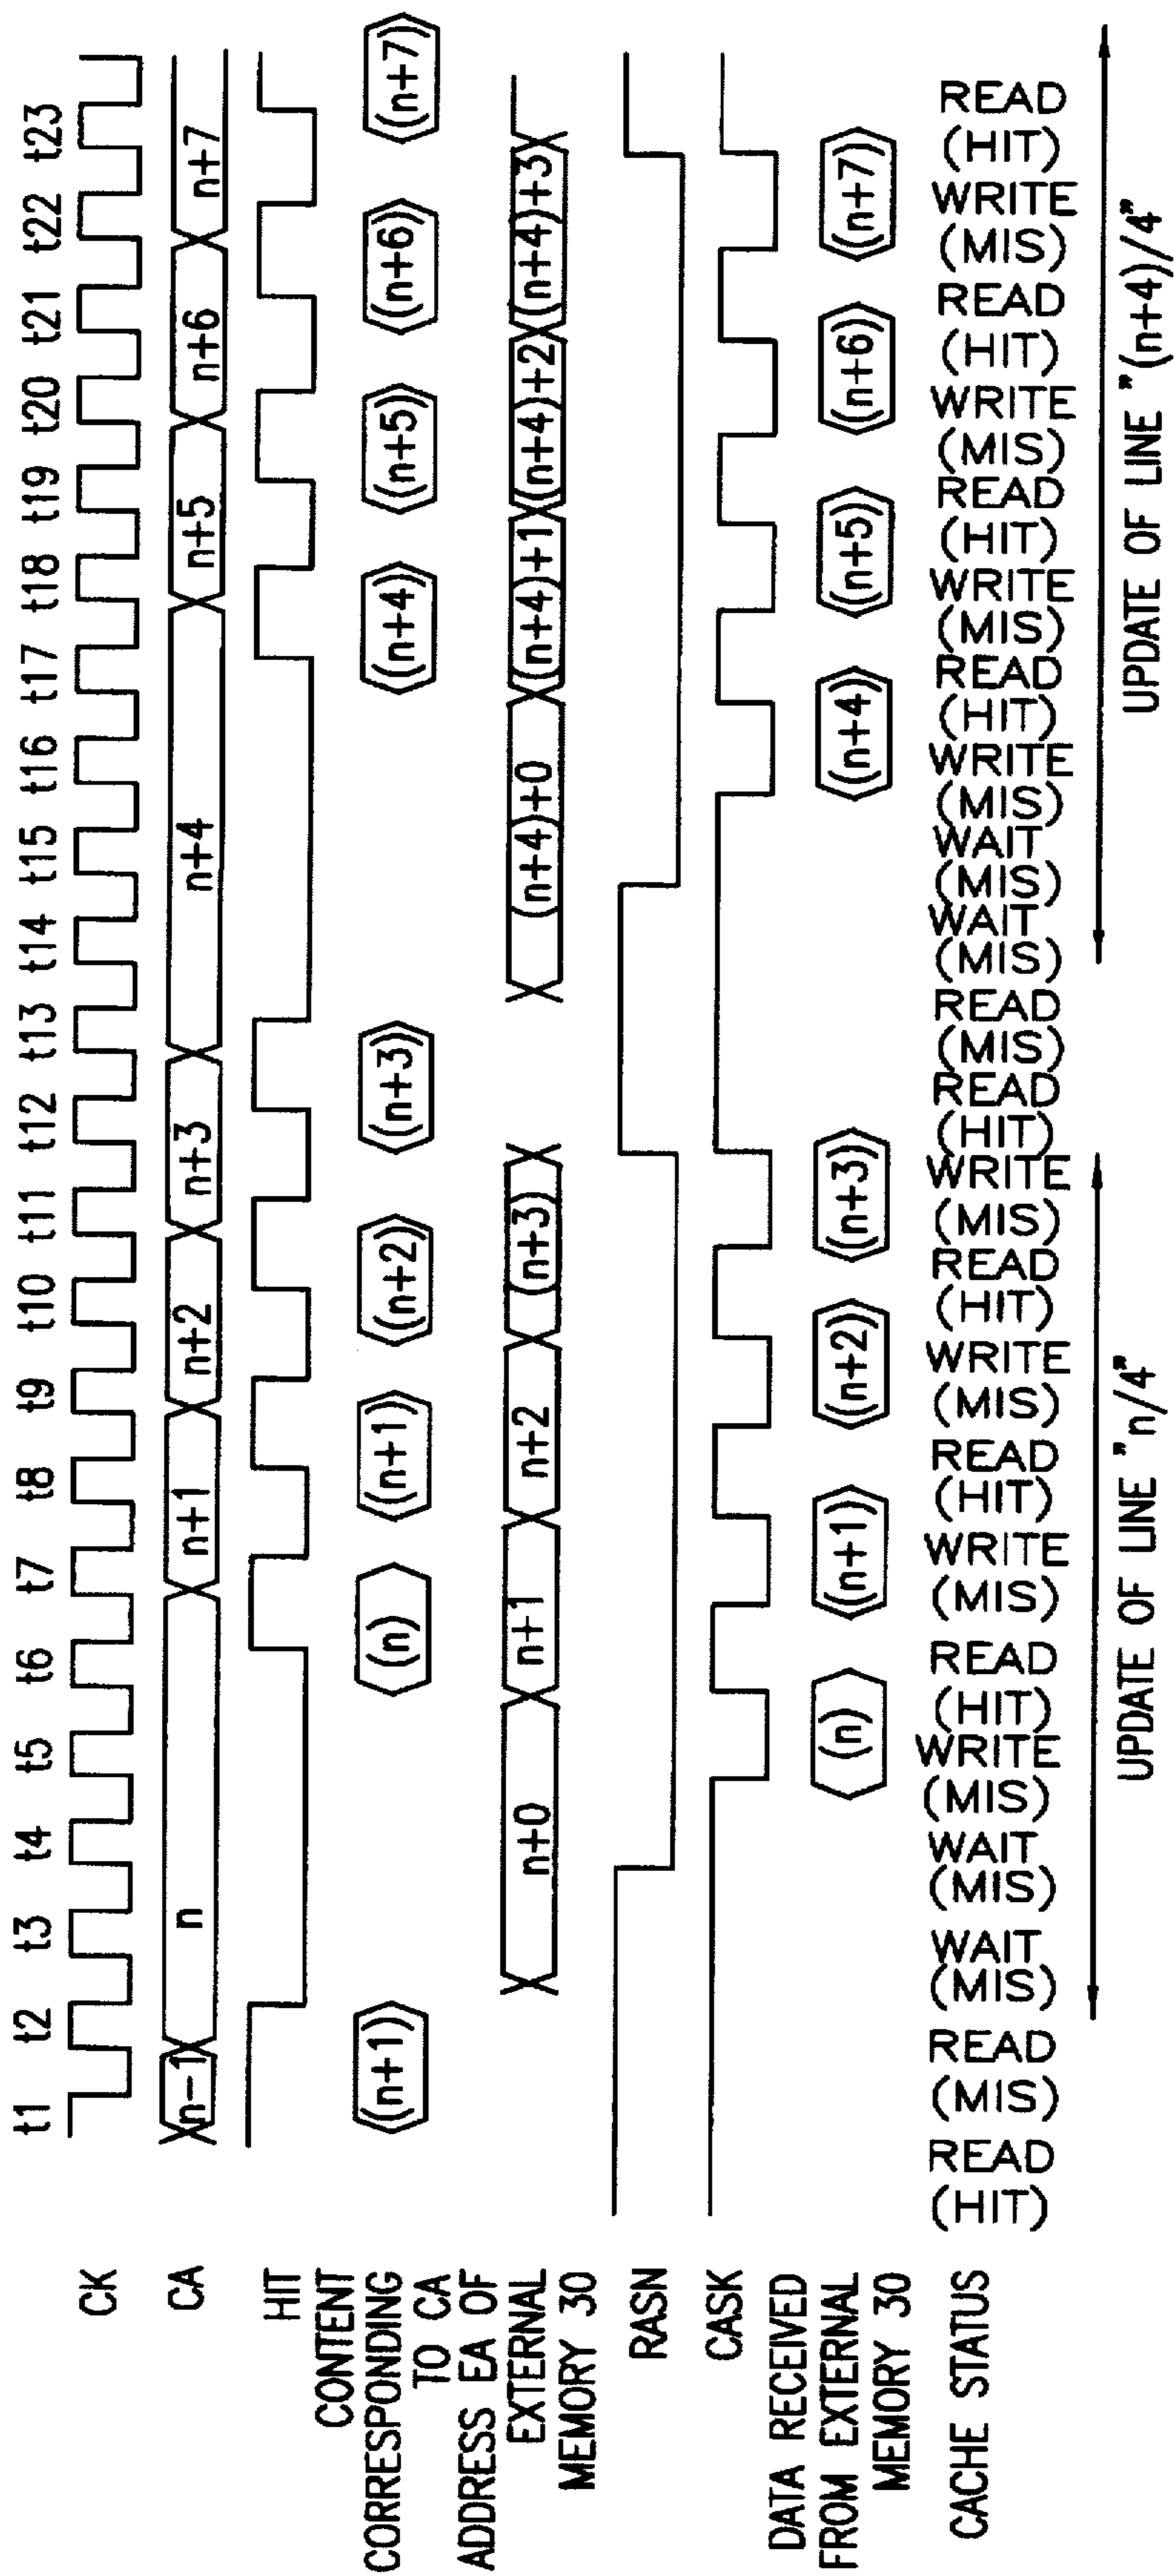 t1 t2 t3 t4 t5 t6 t7 t8 t9 t10 t11 t12 t13 t14 t15 t16 t17 t18 t19 t20 t21 t22 t23
CK
CA
n-1 n n+1 n+2 n+3 n+4 n+5 n+6 n+7
HIT
CONTENT
CORRESPONDING
TO CA
(n+1) (n) (n+1) (n+2) (n+3) (n+4) (n+5) (n+6) (n+7)
ADDRESS EA OF
EXTERNAL
MEMORY 30
n+0 n+1 n+2 (n+3) (n+4)+0 (n+4)+1 (n+4)+2 (n+4)+3
RASN
CASK
DATA RECEIVED
FROM EXTERNAL
MEMORY 30
(n) (n+1) (n+2) (n+3) (n+4) (n+5) (n+6) (n+7)
CACHE STATUS
READ READ WAIT WAIT WRITE READ WRITE READ WRITE READ WRITE READ READ WAIT WAIT WRITE READ WRITE READ WRITE READ WRITE READ
(HIT) (MIS) (MIS) (MIS) (MIS) (HIT) (MIS) (HIT) (MIS) (HIT) (MIS) (HIT) (MIS) (MIS) (MIS) (MIS) (HIT) (MIS) (HIT) (MIS) (HIT) (MIS) (HIT)
UPDATE OF LINE "n/4" UPDATE OF LINE "(n+4)/4"